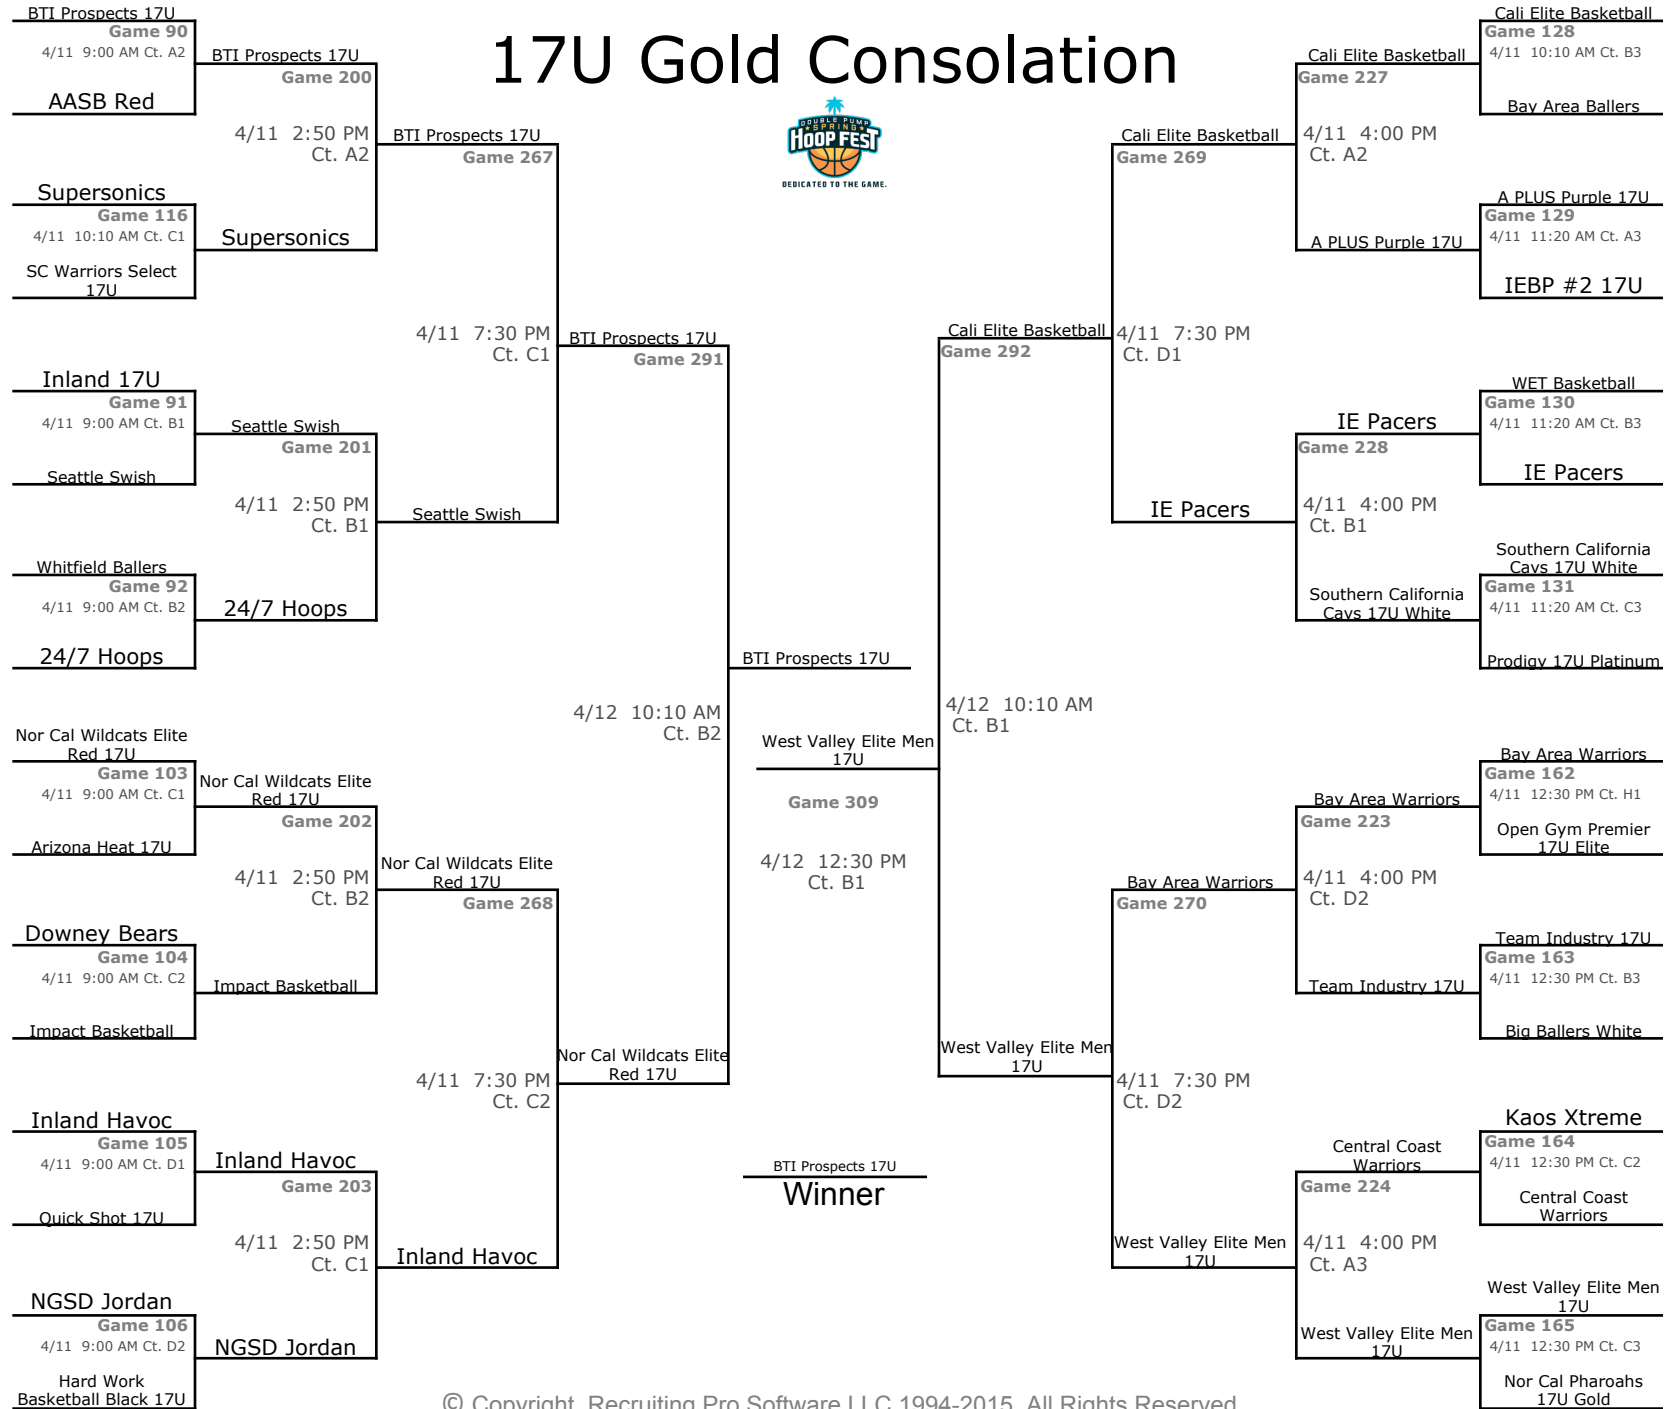 17U Gold Consolation
DOUBLE PUMP
SPRING
HOOP FEST
DEDICATED TO THE GAME.
BTI Prospects 17U
Game 90
4/11 9:00 AM Ct. A2
AASB Red
Supersonics
Game 116
4/11 10:10 AM Ct. C1
SC Warriors Select
17U
Inland 17U
Game 91
4/11 9:00 AM Ct. B1
Seattle Swish
Whitfield Ballers
Game 92
4/11 9:00 AM Ct. B2
24/7 Hoops
Nor Cal Wildcats Elite
Red 17U
Game 103
4/11 9:00 AM Ct. C1
Arizona Heat 17U
Downey Bears
Game 104
4/11 9:00 AM Ct. C2
Impact Basketball
Inland Havoc
Game 105
4/11 9:00 AM Ct. D1
Quick Shot 17U
NGSD Jordan
Game 106
4/11 9:00 AM Ct. D2
Hard Work
Basketball Black 17U
BTI Prospects 17U
Game 200
4/11 2:50 PM
Ct. A2
Supersonics
Seattle Swish
Game 201
4/11 2:50 PM
Ct. B1
24/7 Hoops
Nor Cal Wildcats Elite
Red 17U
Game 202
4/11 2:50 PM
Ct. B2
Impact Basketball
Inland Havoc
Game 203
4/11 2:50 PM
Ct. C1
NGSD Jordan
BTI Prospects 17U
Game 267
4/11 7:30 PM
Ct. C1
Seattle Swish
Nor Cal Wildcats Elite
Red 17U
Game 268
4/11 7:30 PM
Ct. C2
Inland Havoc
BTI Prospects 17U
Game 291
4/12 10:10 AM
Ct. B2
Nor Cal Wildcats Elite
Red 17U
BTI Prospects 17U
West Valley Elite Men
17U
Game 309
4/12 12:30 PM
Ct. B1
BTI Prospects 17U
Winner
Cali Elite Basketball
Game 292
4/12 10:10 AM
Ct. B1
West Valley Elite Men
17U
Cali Elite Basketball
Game 269
4/11 7:30 PM
Ct. D1
IE Pacers
Bay Area Warriors
Game 270
4/11 7:30 PM
Ct. D2
West Valley Elite Men
17U
Cali Elite Basketball
Game 227
4/11 4:00 PM
Ct. A2
A PLUS Purple 17U
IE Pacers
Game 228
4/11 4:00 PM
Ct. B1
Southern California
Cavs 17U White
Bay Area Warriors
Game 223
4/11 4:00 PM
Ct. D2
Team Industry 17U
Central Coast
Warriors
Game 224
4/11 4:00 PM
Ct. A3
West Valley Elite Men
17U
Cali Elite Basketball
Game 128
4/11 10:10 AM Ct. B3
Bay Area Ballers
A PLUS Purple 17U
Game 129
4/11 11:20 AM Ct. A3
IEBP #2 17U
WET Basketball
Game 130
4/11 11:20 AM Ct. B3
IE Pacers
Southern California
Cavs 17U White
Game 131
4/11 11:20 AM Ct. C3
Prodigy 17U Platinum
Bay Area Warriors
Game 162
4/11 12:30 PM Ct. H1
Open Gym Premier
17U Elite
Team Industry 17U
Game 163
4/11 12:30 PM Ct. B3
Big Ballers White
Kaos Xtreme
Game 164
4/11 12:30 PM Ct. C2
Central Coast
Warriors
West Valley Elite Men
17U
Game 165
4/11 12:30 PM Ct. C3
Nor Cal Pharoahs
17U Gold
© Copyright, Recruiting Pro Software LLC 1994-2015, All Rights Reserved